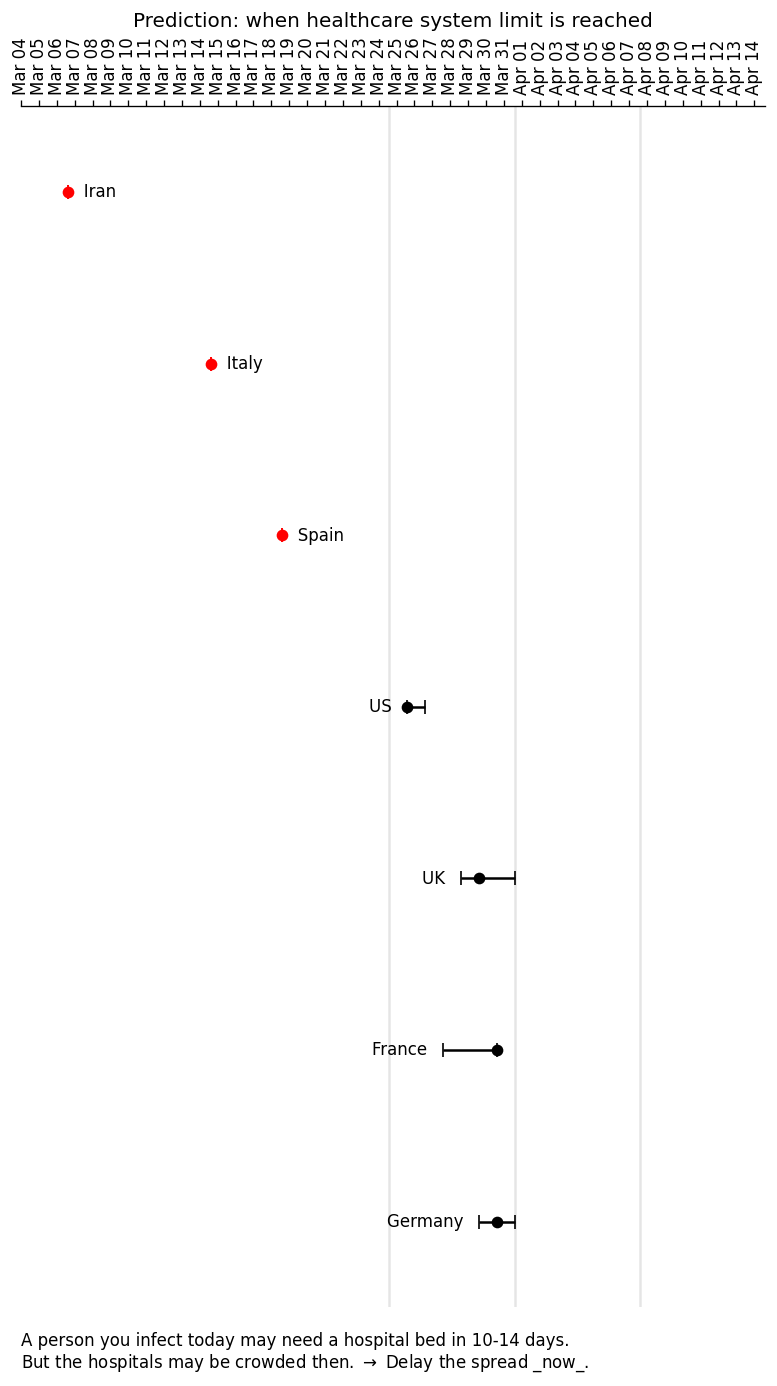 Prediction: when healthcare system limit is reached
Mar 04
Mar 05
Mar 06
Mar 07
Mar 08
Mar 09
Mar 10
Mar 11
Mar 12
Mar 13
Mar 14
Mar 15
Mar 16
Mar 17
Mar 18
Mar 19
Mar 20
Mar 21
Mar 22
Mar 23
Mar 24
Mar 25
Mar 26
Mar 27
Mar 28
Mar 29
Mar 30
Mar 31
Apr 01
Apr 02
Apr 03
Apr 04
Apr 05
Apr 06
Apr 07
Apr 08
Apr 09
Apr 10
Apr 11
Apr 12
Apr 13
Apr 14
Iran
Italy
Spain
US
UK
France
Germany
A person you infect today may need a hospital bed in 10-14 days.
But the hospitals may be crowded then. → Delay the spread _now_.